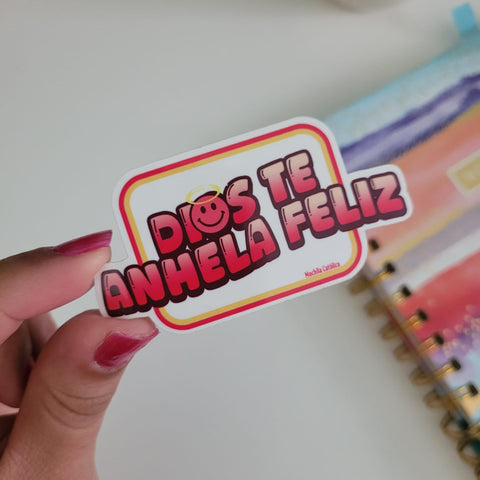 DIOS TE
ANHELA FELIZ
Mochila Católica